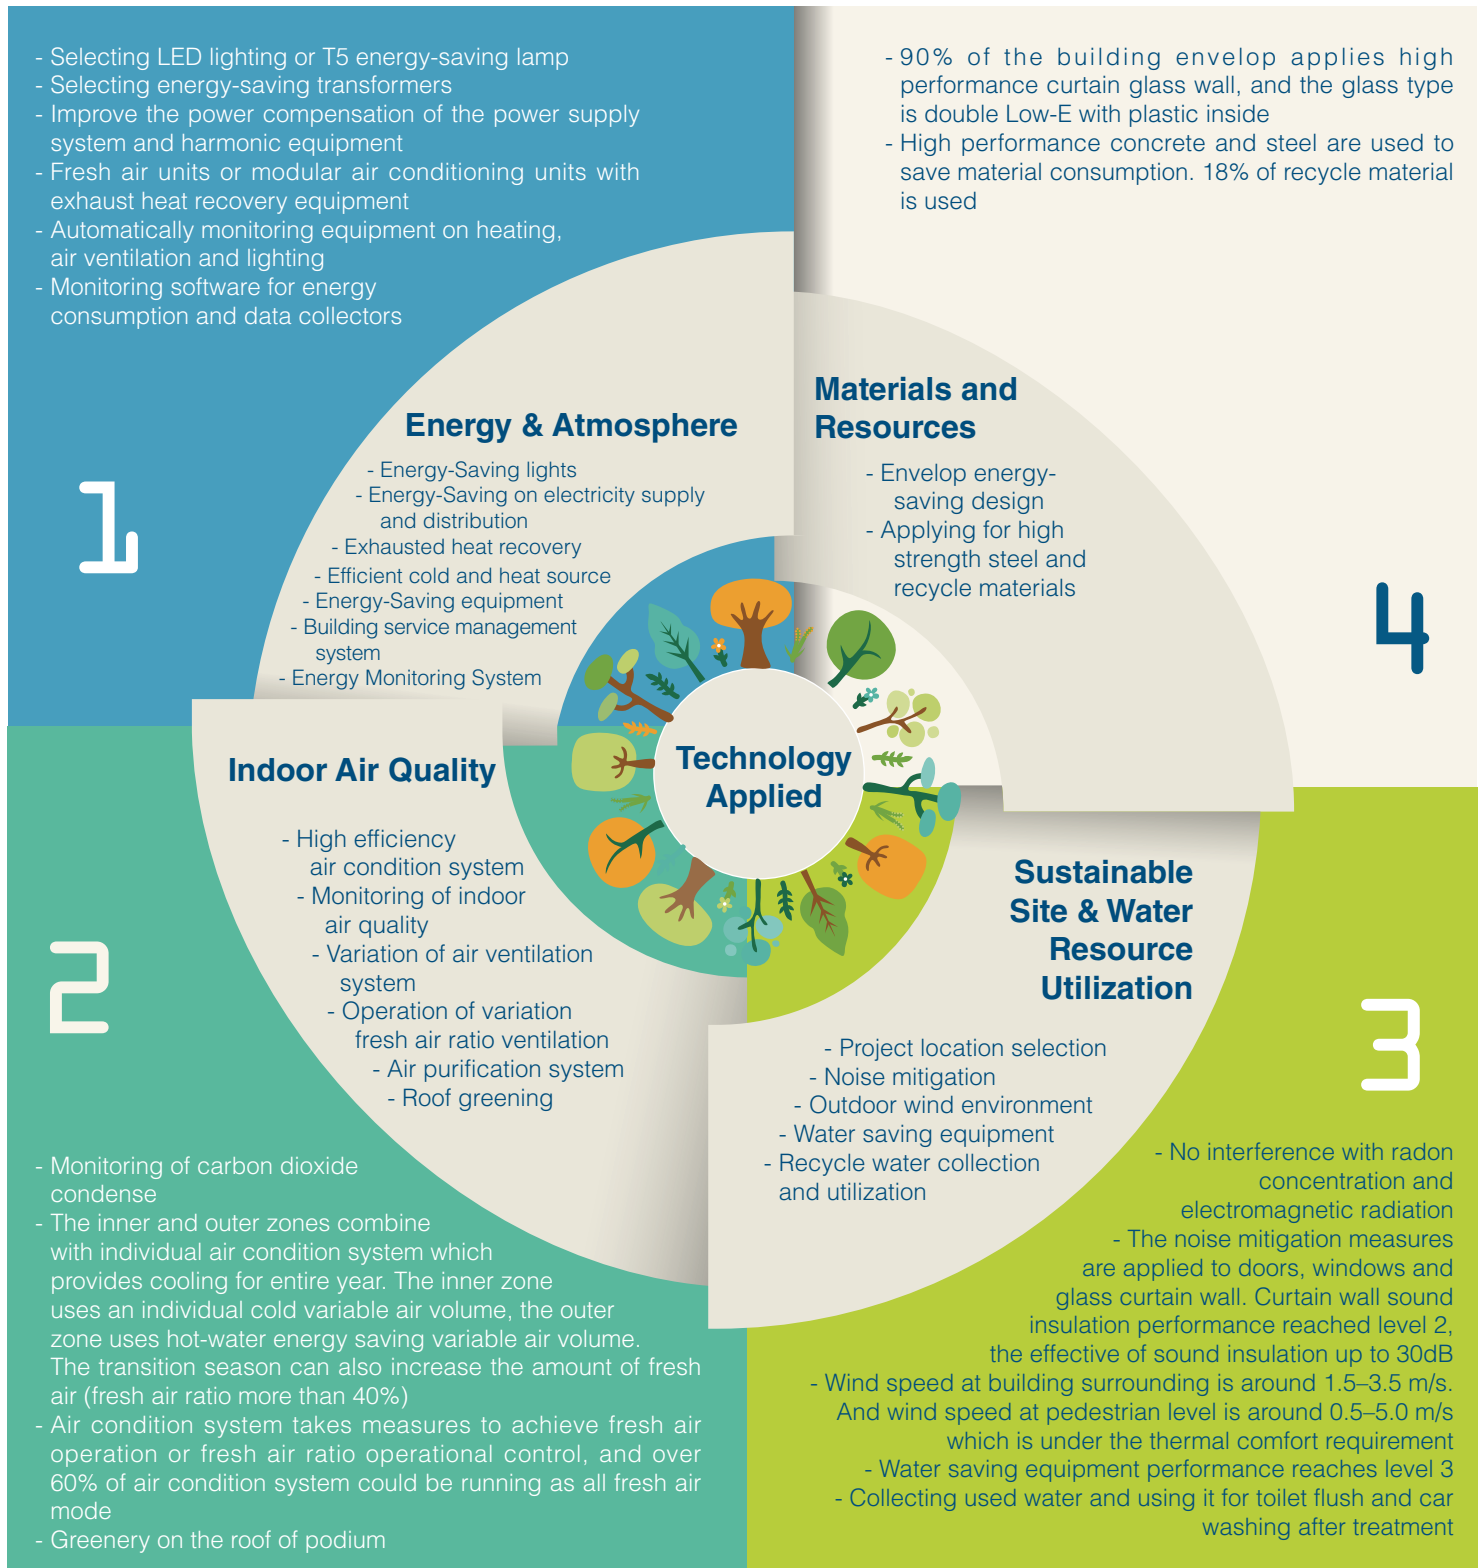 - Selecting LED lighting or T5 energy-saving lamp
- Selecting energy-saving transformers
- Improve the power compensation of the power supply
system and harmonic equipment
- Fresh air units or modular air conditioning units with
exhaust heat recovery equipment
- Automatically monitoring equipment on heating,
air ventilation and lighting
- Monitoring software for energy
consumption and data collectors
1
Energy & Atmosphere
- Energy-Saving lights
- Energy-Saving on electricity supply
and distribution
- Exhausted heat recovery
- Efficient cold and heat source
- Energy-Saving equipment
- Building service management
system
- Energy Monitoring System
- 90% of the building envelop applies high
performance curtain glass wall, and the glass type
is double Low-E with plastic inside
- High performance concrete and steel are used to
save material consumption. 18% of recycle material
is used
Materials and
Resources
- Envelop energy-
saving design
- Applying for high
strength steel and
recycle materials
4
Technology
Applied
Indoor Air Quality
- High efficiency
air condition system
- Monitoring of indoor
air quality
- Variation of air ventilation
system
- Operation of variation
fresh air ratio ventilation
- Air purification system
- Roof greening
2
- Monitoring of carbon dioxide
condense
- The inner and outer zones combine
with individual air condition system which
provides cooling for entire year. The inner zone
uses an individual cold variable air volume, the outer
zone uses hot-water energy saving variable air volume.
The transition season can also increase the amount of fresh
air (fresh air ratio more than 40%)
- Air condition system takes measures to achieve fresh air
operation or fresh air ratio operational control, and over
60% of air condition system could be running as all fresh air
mode
- Greenery on the roof of podium
Sustainable
Site & Water
Resource
Utilization
- Project location selection
- Noise mitigation
- Outdoor wind environment
- Water saving equipment
- Recycle water collection
and utilization
3
- No interference with radon
concentration and
electromagnetic radiation
- The noise mitigation measures
are applied to doors, windows and
glass curtain wall. Curtain wall sound
insulation performance reached level 2,
the effective of sound insulation up to 30dB
- Wind speed at building surrounding is around 1.5–3.5 m/s.
And wind speed at pedestrian level is around 0.5–5.0 m/s
which is under the thermal comfort requirement
- Water saving equipment performance reaches level 3
- Collecting used water and using it for toilet flush and car
washing after treatment